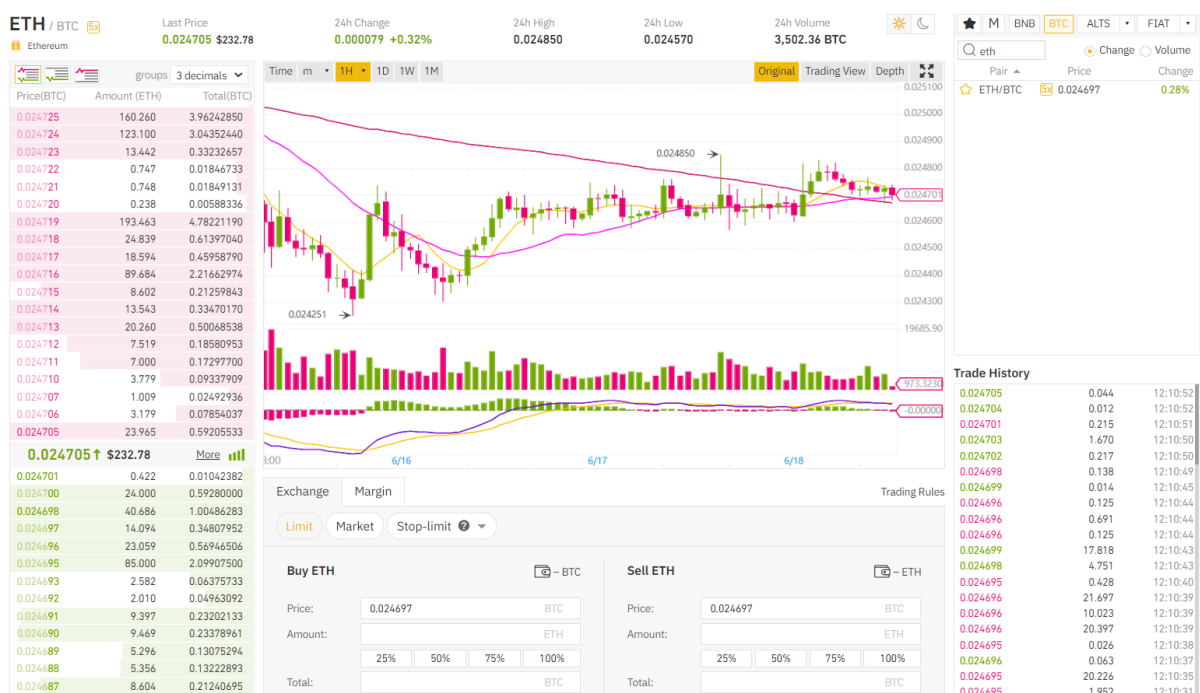 ETH / BTC 5x
Ethereum
Last Price
0.024705 $232.78
24h Change
0.000079 +0.32%
24h High
0.024850
24h Low
0.024570
24h Volume
3,502.36 BTC
groups 3 decimals
Price(BTC) Amount (ETH) Total(BTC)
0.024725 160.260 3.96242850
0.024724 123.100 3.04352440
0.024723 13.442 0.33232657
0.024722 0.747 0.01846733
0.024721 0.748 0.01849131
0.024720 0.238 0.00588336
0.024719 193.463 4.78221190
0.024718 24.839 0.61397040
0.024717 18.594 0.45958790
0.024716 89.684 2.21662974
0.024715 8.602 0.21259843
0.024714 13.543 0.33470170
0.024713 20.260 0.50068538
0.024712 7.519 0.18580953
0.024711 7.000 0.17297700
0.024710 3.779 0.09337909
0.024707 1.009 0.02492936
0.024706 3.179 0.07854037
0.024705 23.965 0.59205533
0.024705↑ $232.78 More
0.024701 0.422 0.01042382
0.024700 24.000 0.59280000
0.024698 40.686 1.00486283
0.024697 14.094 0.34807952
0.024696 23.059 0.56946506
0.024695 85.000 2.09907500
0.024693 2.582 0.06375733
0.024692 2.010 0.04963092
0.024691 9.397 0.23202133
0.024690 9.469 0.23378961
0.024689 5.296 0.13075294
0.024688 5.356 0.13222893
0.024687 8.604 0.21240695
Time m 1H 1D 1W 1M
Original Trading View Depth
0.025100
0.025000
0.024900
0.024800
0.024701
0.024600
0.024500
0.024400
0.024300
0.024850
0.024251
19685.90
973.3230
-0.00000
3:00 6/16 6/17 6/18
Exchange Margin Trading Rules
Limit Market Stop-limit ?
Buy ETH – BTC
Price: 0.024697 BTC
Amount: ETH
25% 50% 75% 100%
Total: BTC
Sell ETH – ETH
Price: 0.024697 BTC
Amount: ETH
25% 50% 75% 100%
Total: BTC
M BNB BTC ALTS FIAT
eth Change Volume
Pair Price Change
ETH/BTC 5x 0.024697 0.28%
Trade History
0.024705 0.044 12:10:52
0.024704 0.012 12:10:52
0.024701 0.215 12:10:51
0.024703 1.670 12:10:50
0.024702 0.217 12:10:50
0.024698 0.138 12:10:49
0.024699 0.014 12:10:45
0.024696 0.125 12:10:44
0.024696 0.691 12:10:44
0.024696 0.125 12:10:44
0.024699 17.818 12:10:43
0.024698 4.751 12:10:43
0.024695 0.428 12:10:40
0.024696 21.697 12:10:39
0.024696 10.023 12:10:39
0.024696 20.397 12:10:39
0.024695 0.026 12:10:38
0.024696 0.063 12:10:37
0.024695 20.226 12:10:35
0.024695 1.952 12:10:31